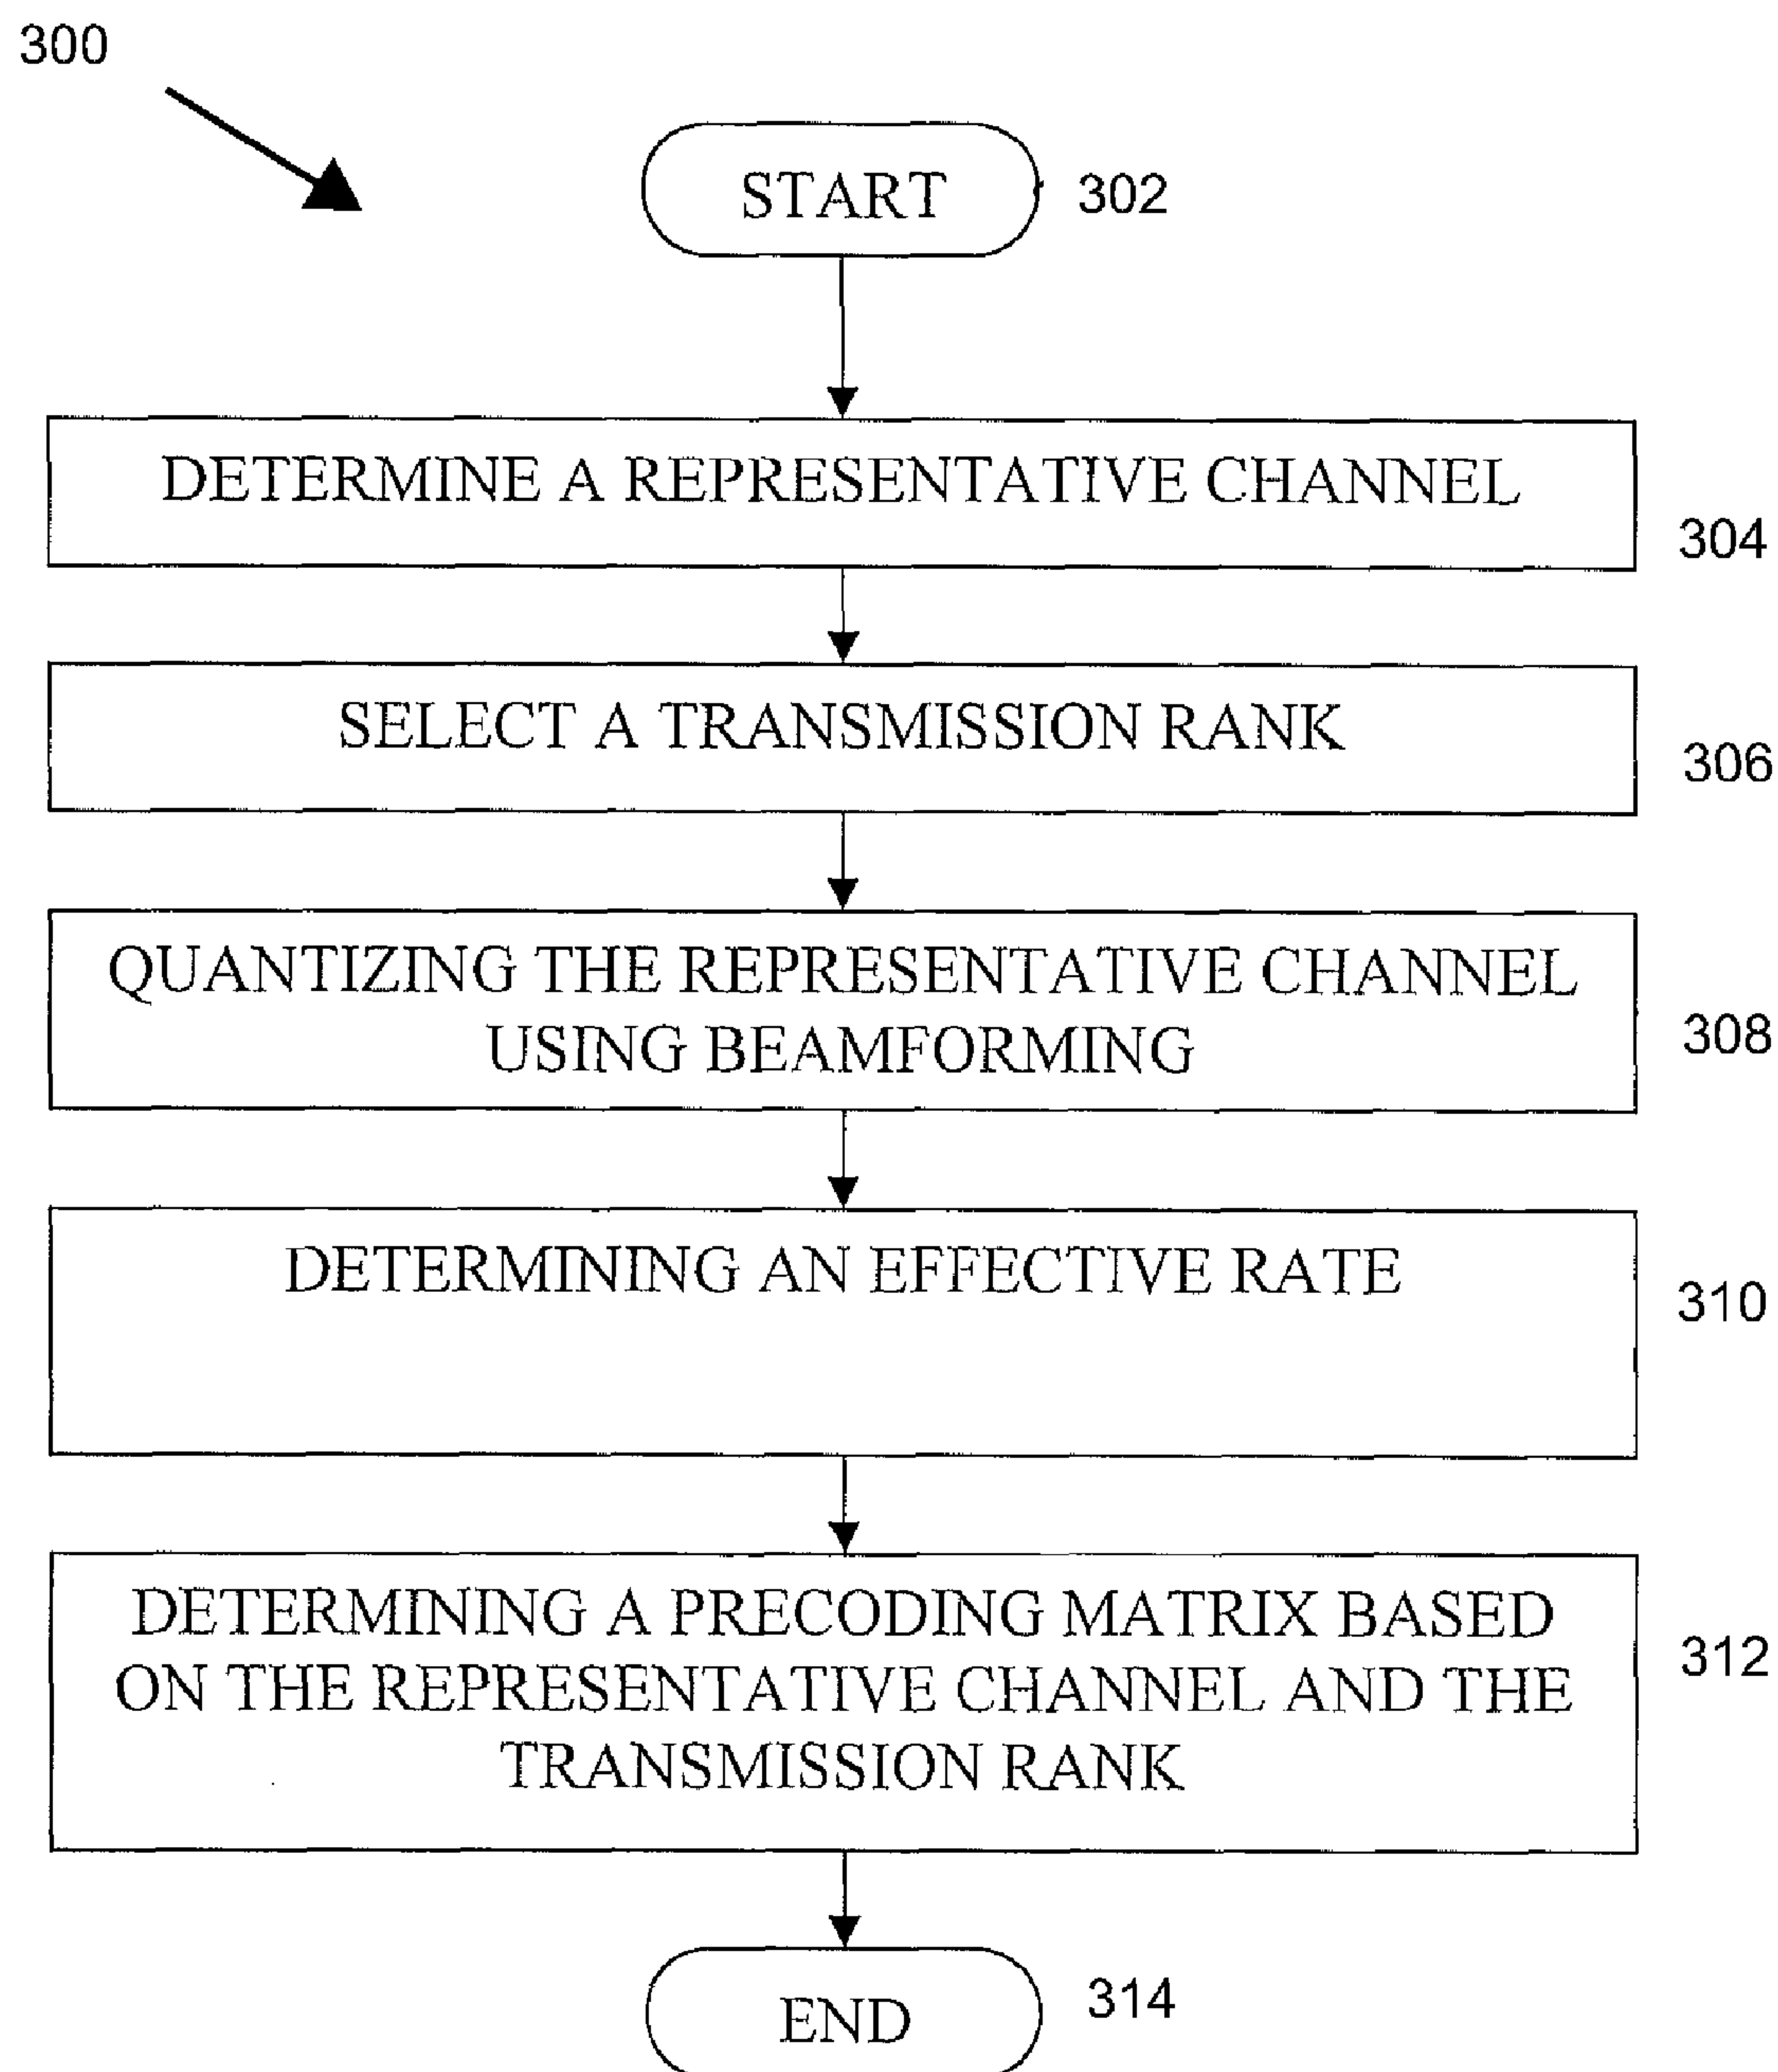 300
START
302
DETERMINE A REPRESENTATIVE CHANNEL
304
SELECT A TRANSMISSION RANK
306
QUANTIZING THE REPRESENTATIVE CHANNEL
USING BEAMFORMING
308
DETERMINING AN EFFECTIVE RATE
310
DETERMINING A PRECODING MATRIX BASED
ON THE REPRESENTATIVE CHANNEL AND THE
TRANSMISSION RANK
312
END
314